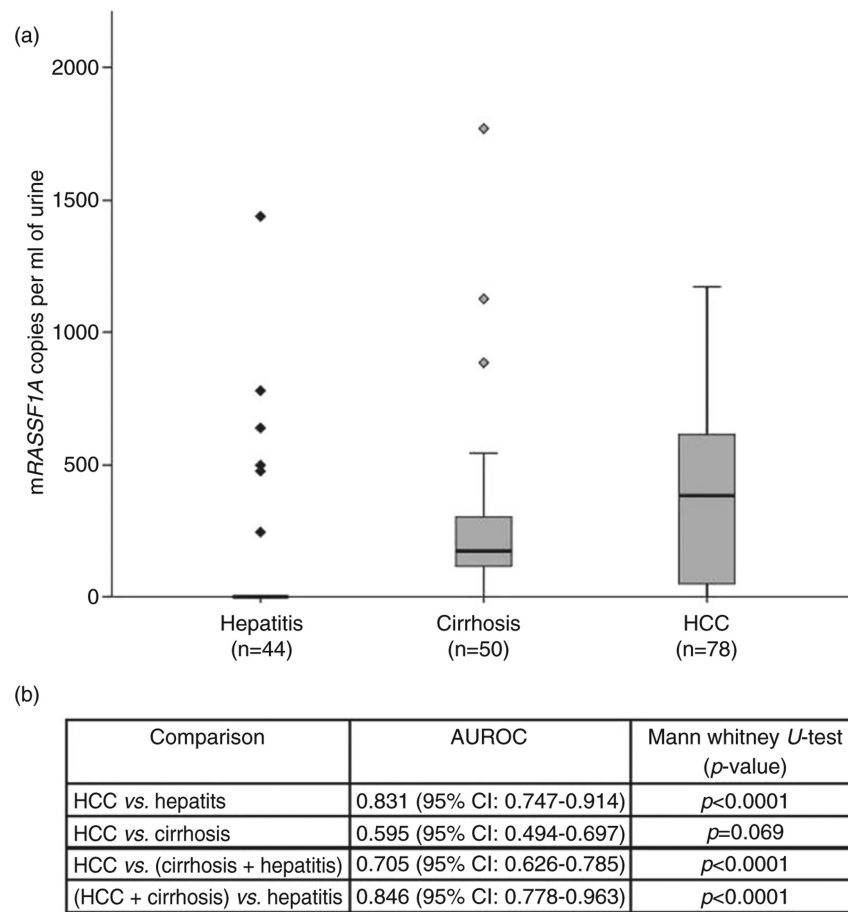 (a)
2000
1500
1000
500
0
mRASSF1A copies per ml of urine
Hepatitis
(n=44)
Cirrhosis
(n=50)
HCC
(n=78)
(b)
Comparison
AUROC
Mann whitney U-test
(p-value)
HCC vs. hepatits
0.831 (95% CI: 0.747-0.914)
p<0.0001
HCC vs. cirrhosis
0.595 (95% CI: 0.494-0.697)
p=0.069
HCC vs. (cirrhosis + hepatitis)
0.705 (95% CI: 0.626-0.785)
p<0.0001
(HCC + cirrhosis) vs. hepatitis
0.846 (95% CI: 0.778-0.963)
p<0.0001